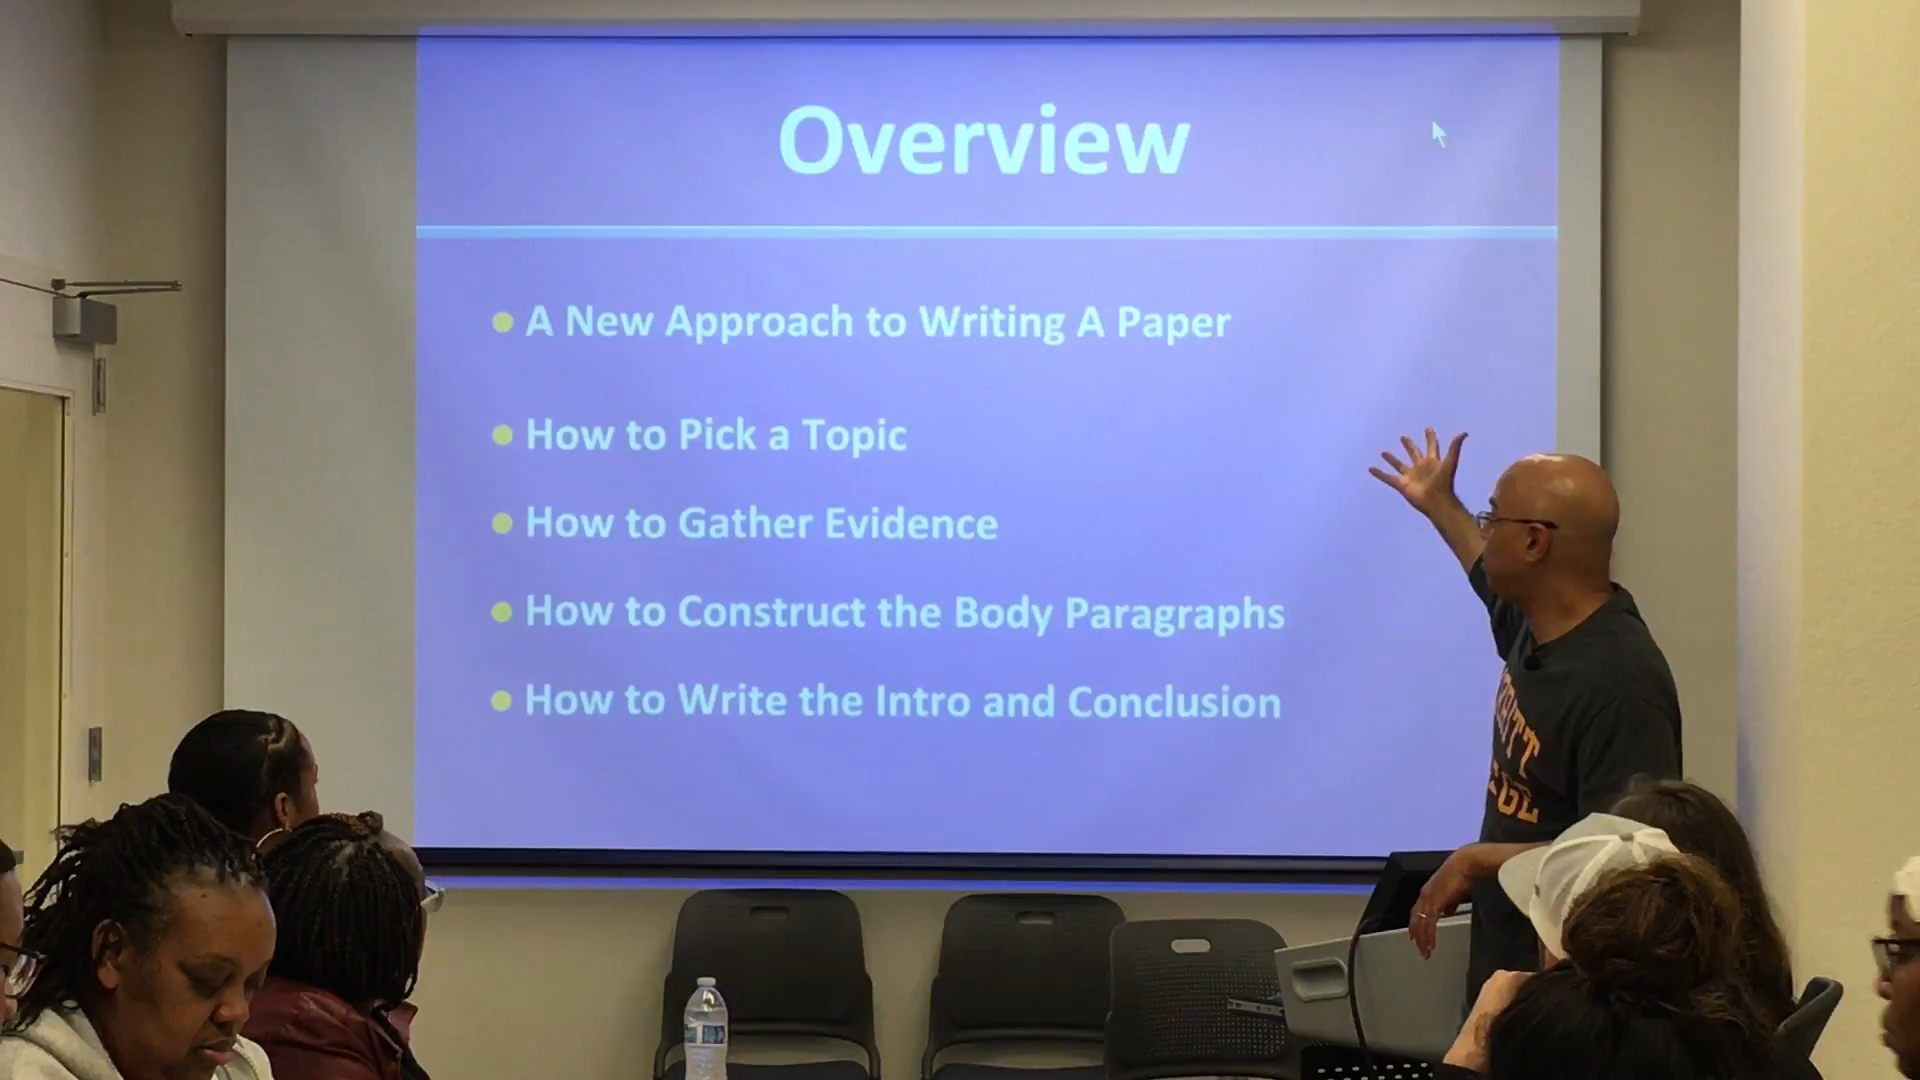 Overview
A New Approach to Writing A Paper
How to Pick a Topic
How to Gather Evidence
How to Construct the Body Paragraphs
How to Write the Intro and Conclusion